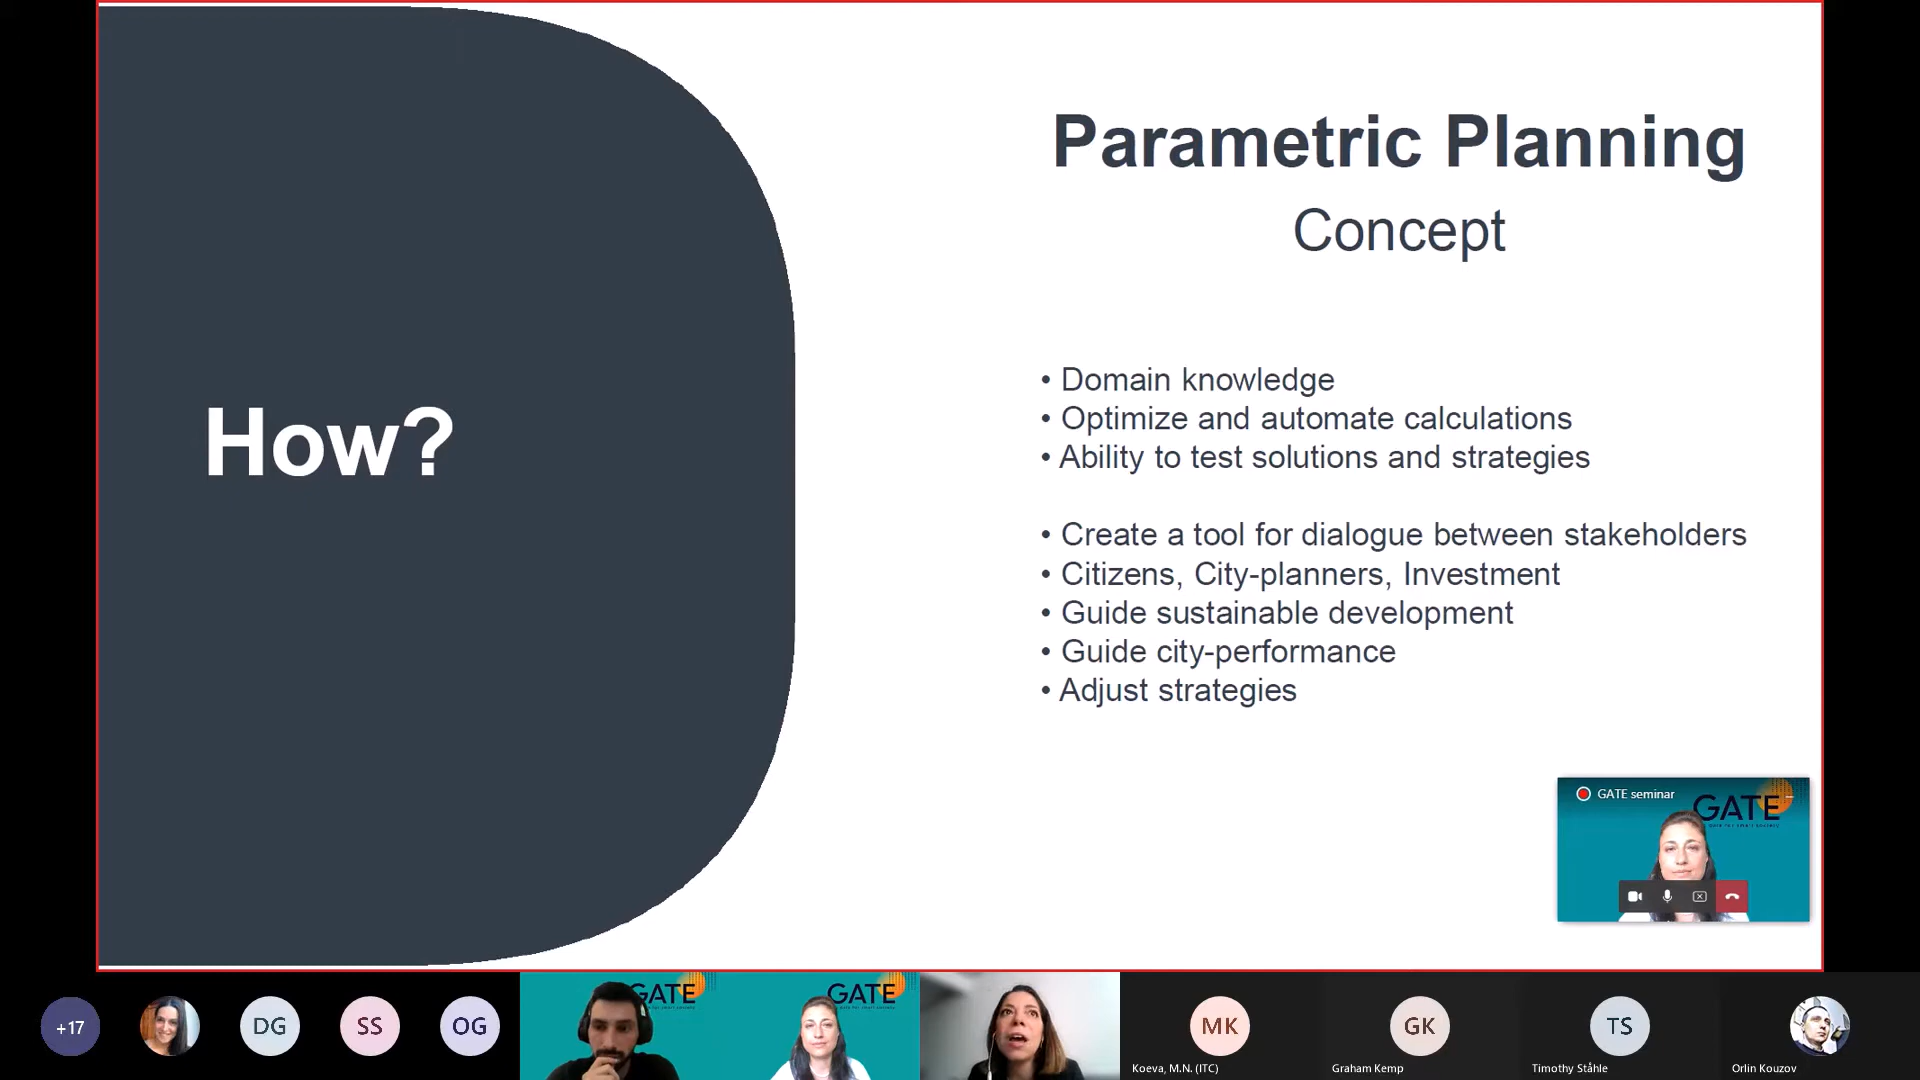 Parametric Planning
Concept
How?
• Domain knowledge
• Optimize and automate calculations
• Ability to test solutions and strategies
• Create a tool for dialogue between stakeholders
• Citizens, City-planners, Investment
• Guide sustainable development
• Guide city-performance
• Adjust strategies
GATE seminar
GATE
+17
DG
SS
OG
GATE
GATE
MK
Koeva, M.N. (ITC)
GK
Graham Kemp
TS
Timothy Ståhle
Orlin Kouzov